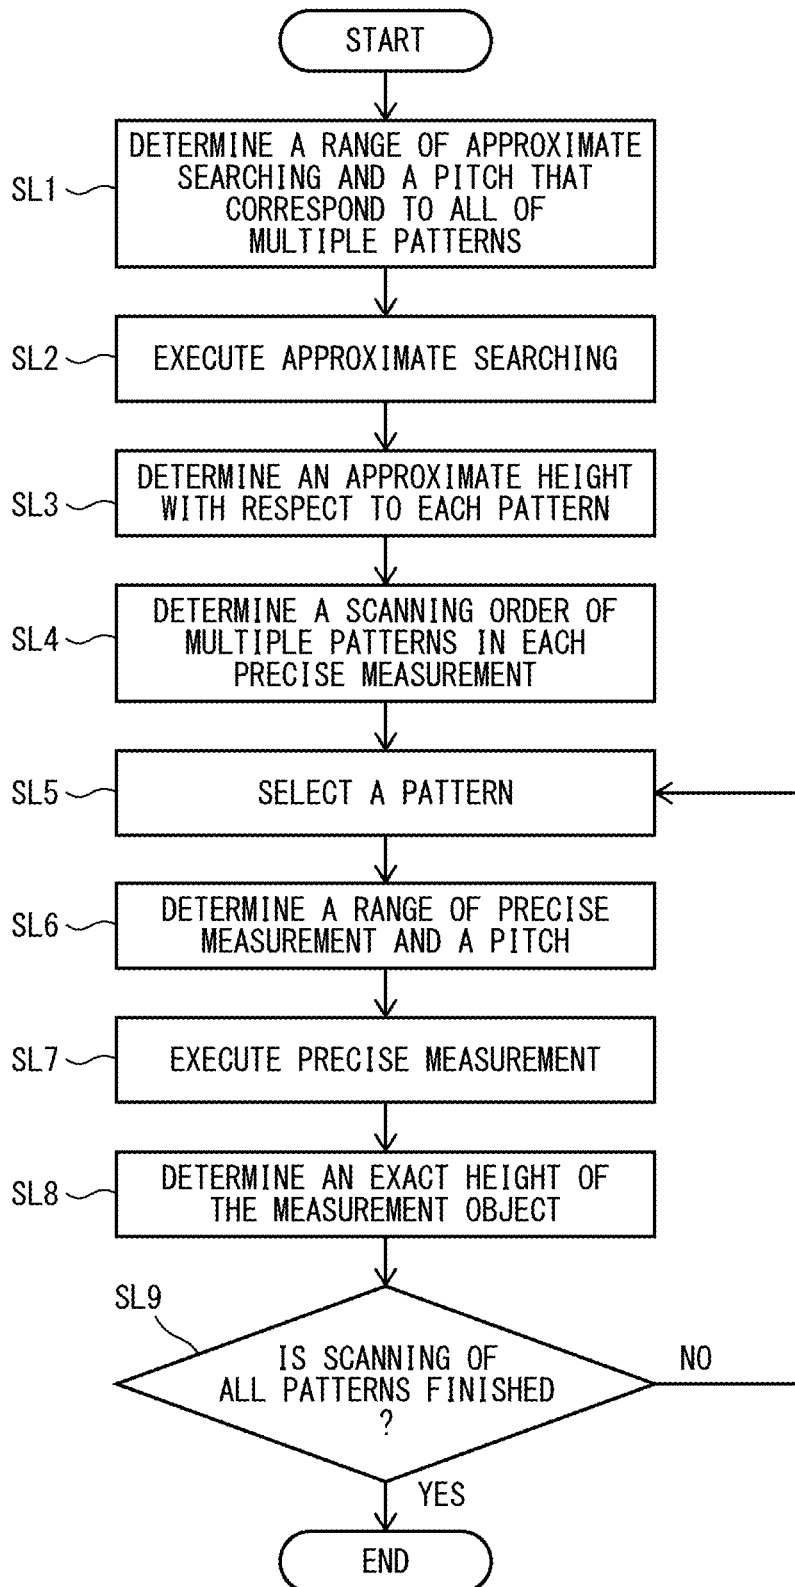 START
SL1
DETERMINE A RANGE OF APPROXIMATE
SEARCHING AND A PITCH THAT
CORRESPOND TO ALL OF
MULTIPLE PATTERNS
SL2
EXECUTE APPROXIMATE SEARCHING
SL3
DETERMINE AN APPROXIMATE HEIGHT
WITH RESPECT TO EACH PATTERN
SL4
DETERMINE A SCANNING ORDER OF
MULTIPLE PATTERNS IN EACH
PRECISE MEASUREMENT
SL5
SELECT A PATTERN
SL6
DETERMINE A RANGE OF PRECISE
MEASUREMENT AND A PITCH
SL7
EXECUTE PRECISE MEASUREMENT
SL8
DETERMINE AN EXACT HEIGHT OF
THE MEASUREMENT OBJECT
SL9
IS SCANNING OF
ALL PATTERNS FINISHED
?
NO
YES
END